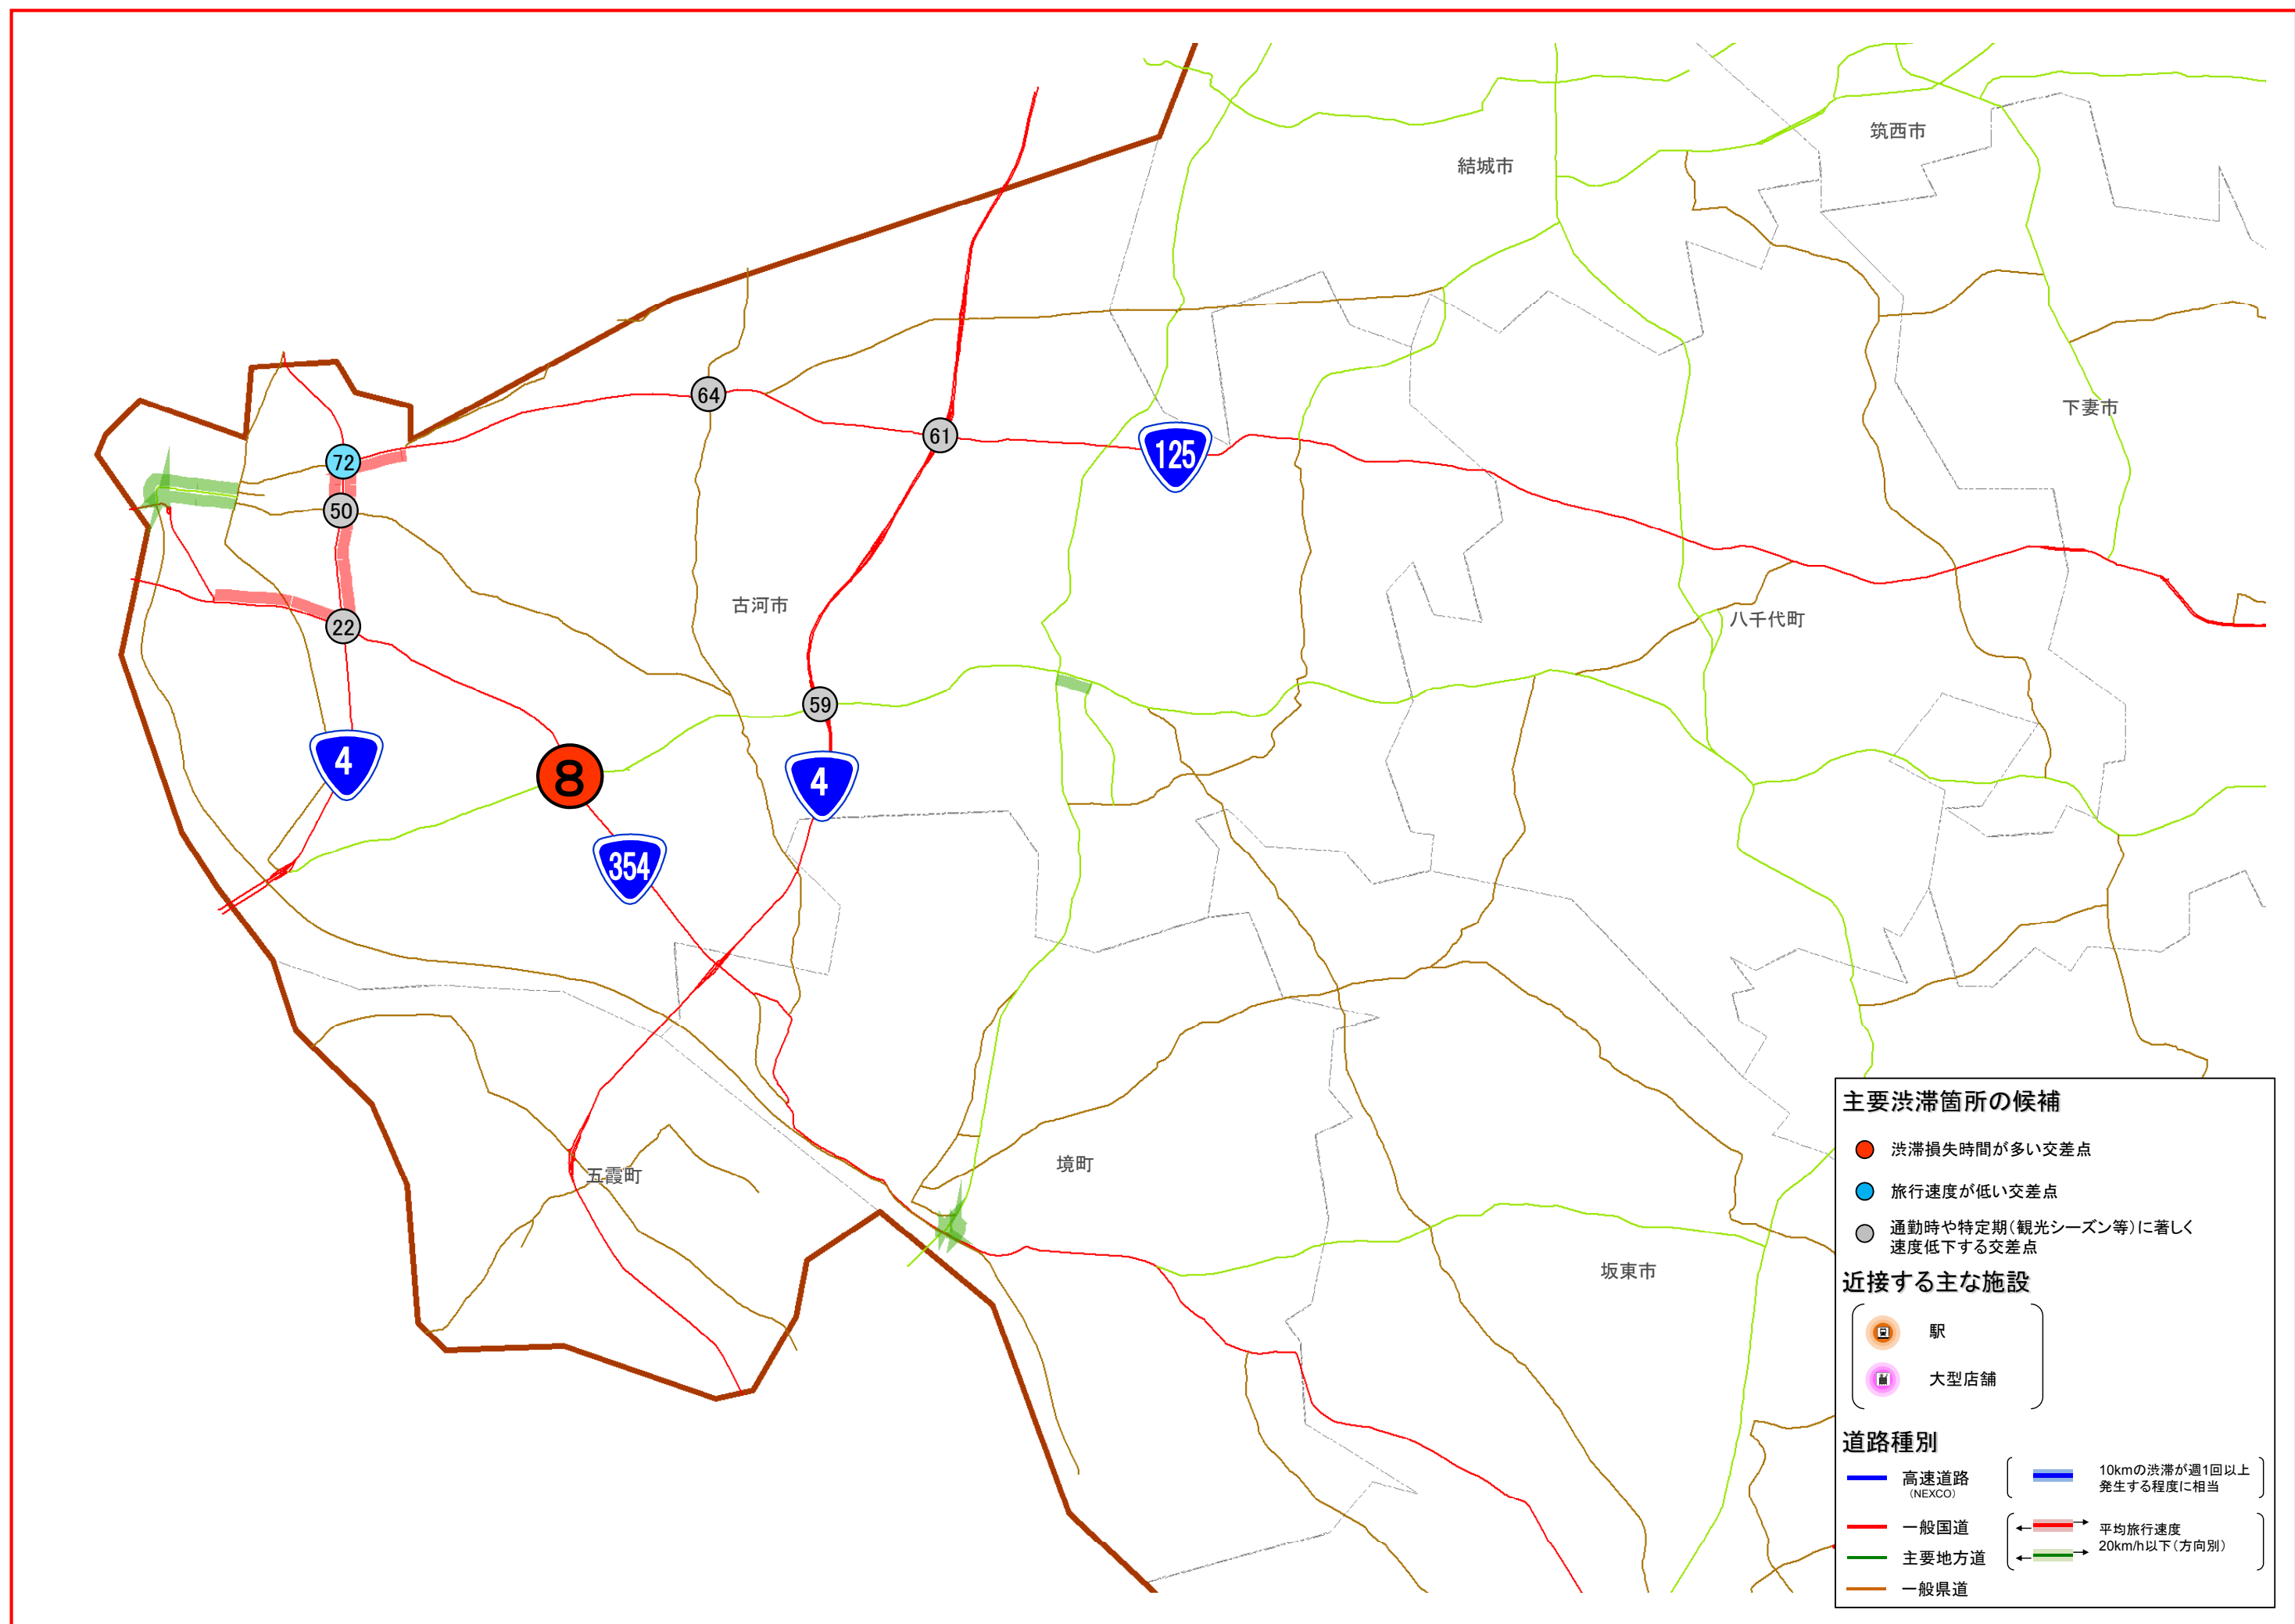 筑西市
結城市
64
下妻市
61
125
72
50
古河市
八千代町
22
59
4
8
4
354
五霞町
境町
坂東市
主要渋滞箇所の候補
渋滞損失時間が多い交差点
旅行速度が低い交差点
通勤時や特定期(観光シーズン等)に著しく
速度低下する交差点
近接する主な施設
駅
大型店舗
道路種別
高速道路
(NEXCO)
10kmの渋滞が週1回以上
発生する程度に相当
一般国道
主要地方道
平均旅行速度
20km/h以下(方向別)
一般県道